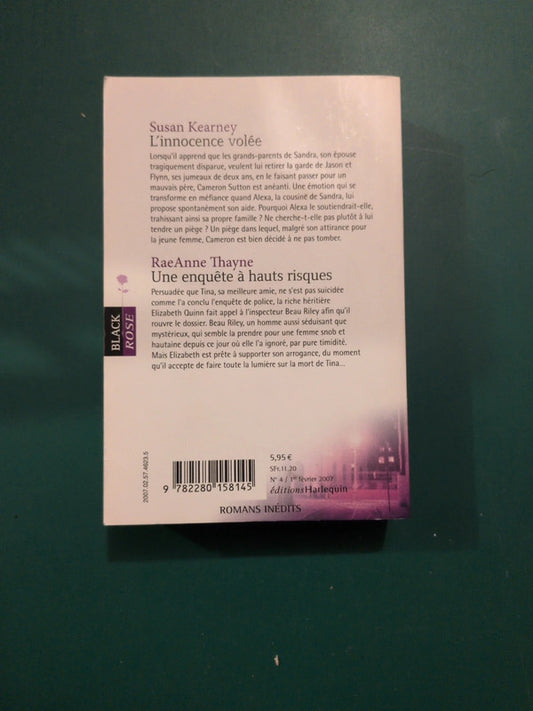 Susan Kearney
L'innocence volée
Lorsqu'il apprend que les grands-parents de Sandra, son épouse
tragiquement disparue, veulent lui retirer la garde de Jason et
Flynn, ses jumeaux de deux ans, en le faisant passer pour un
mauvais père, Cameron Sutton est anéanti. Une émotion qui se
transforme en méfiance quand Alexa, la cousine de Sandra, lui
propose spontanément son aide. Pourquoi Alexa le soutiendrait-elle,
trahissant ainsi sa propre famille ? Ne cherche-t-elle pas plutôt à lui
tendre un piège ? Un piège dans lequel, malgré son attirance pour
la jeune femme, Cameron est bien décidé à ne pas tomber.
RaeAnne Thayne
Une enquête à hauts risques
Persuadée que Tina, sa meilleure amie, ne s'est pas suicidée
comme l'a conclu l'enquête de police, la riche héritière
Elizabeth Quinn fait appel à l'inspecteur Beau Riley afin qu'il
rouvre le dossier. Beau Riley, un homme aussi séduisant que
mystérieux, qui semble la prendre pour une femme snob et
hautaine depuis ce jour où elle l'a ignoré, par pure timidité.
Mais Elizabeth est prête à supporter son arrogance, du moment
qu'il accepte de faire toute la lumière sur la mort de Tina...
BLACK
ROSE
2007.02.57.4623.5
9 782280 158145
5,95 €
SFr.11.20
N° 4 / 1er février 2007
éditions Harlequin
ROMANS INÉDITS